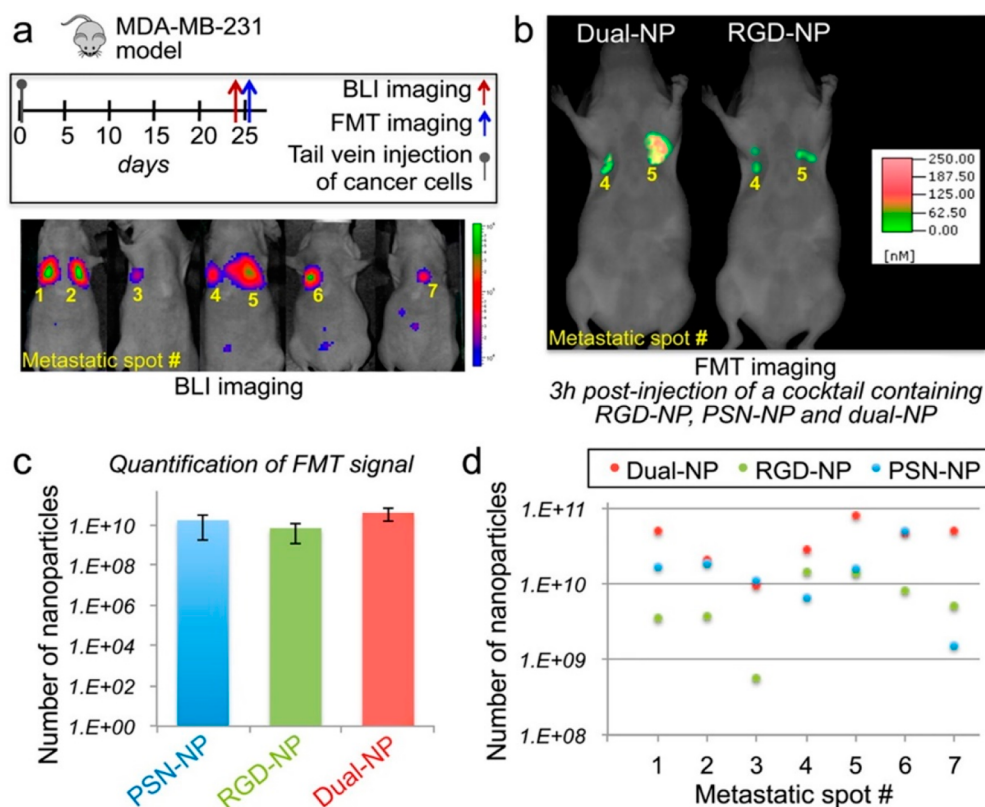 a
MDA-MB-231
model
BLI imaging
FMT imaging
Tail vein injection
of cancer cells
0 5 10 15 20 25
days
1 2 3 4 5 6 7
Metastatic spot #
BLI imaging
b
Dual-NP RGD-NP
4 5 4 5
250.00
187.50
125.00
62.50
0.00
[nM]
Metastatic spot #
FMT imaging
3h post-injection of a cocktail containing
RGD-NP, PSN-NP and dual-NP
c
Quantification of FMT signal
Number of nanoparticles
1.E+10
1.E+08
1.E+06
1.E+04
1.E+02
1.E+00
PSN-NP
RGD-NP
Dual-NP
d
Dual-NP RGD-NP PSN-NP
Number of nanoparticles
1.E+11
1.E+10
1.E+09
1.E+08
1 2 3 4 5 6 7
Metastatic spot #